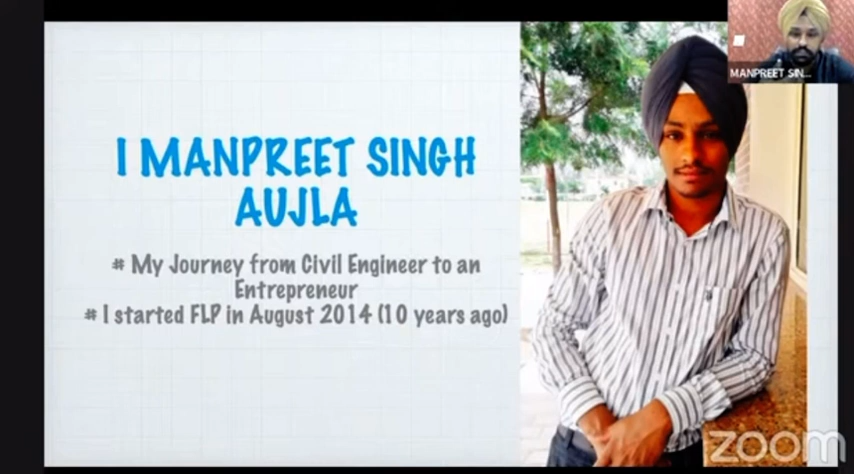 MANPREET SIN...
I MANPREET SINGH
AUJLA
# My Journey from Civil Engineer to an
Entrepreneur
# I started FLP in August 2014 (10 years ago)
zoom